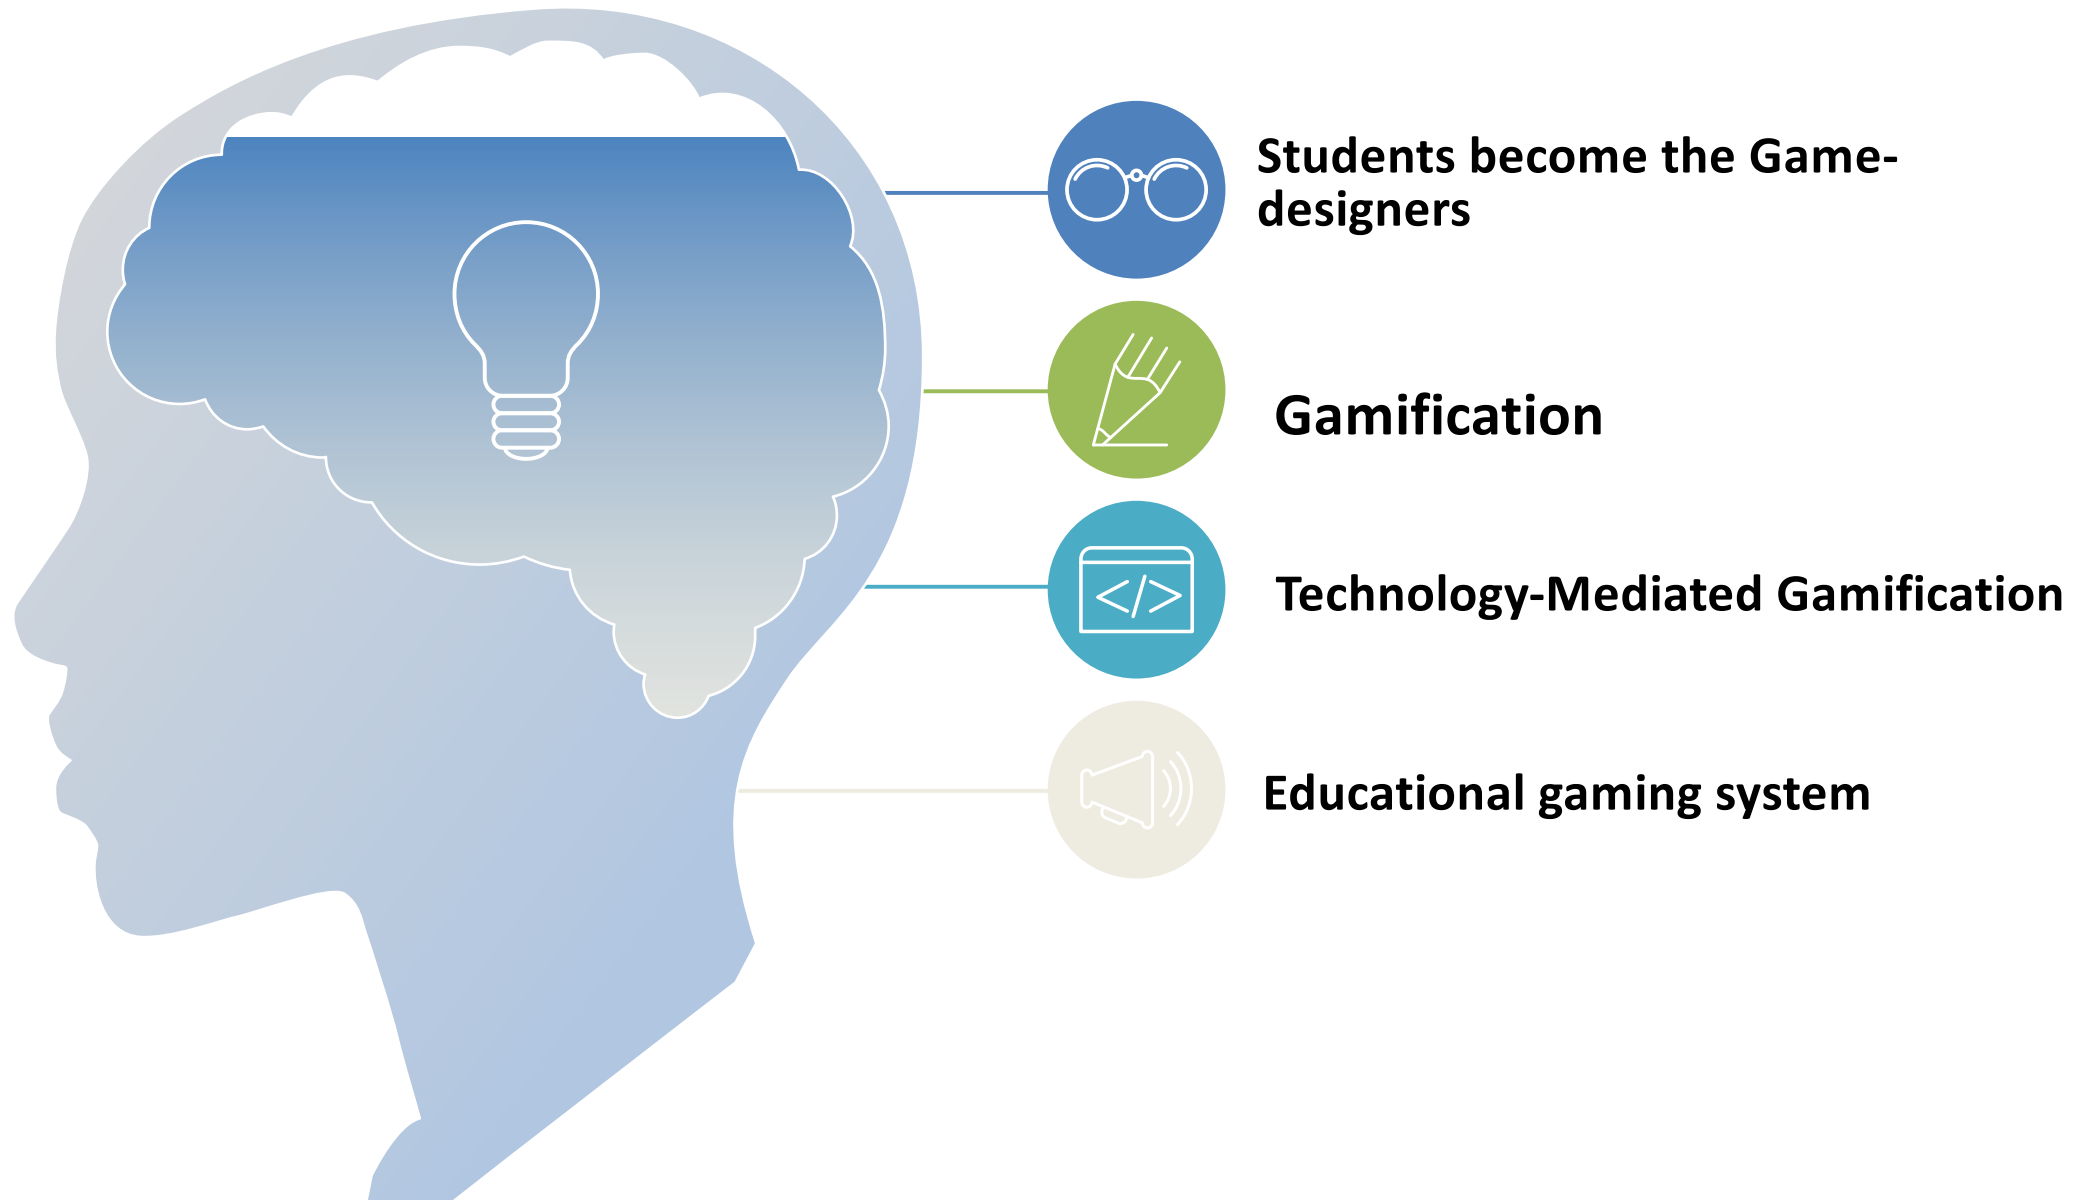 Students become the Game-
designers
Gamification
Technology-Mediated Gamification
Educational gaming system